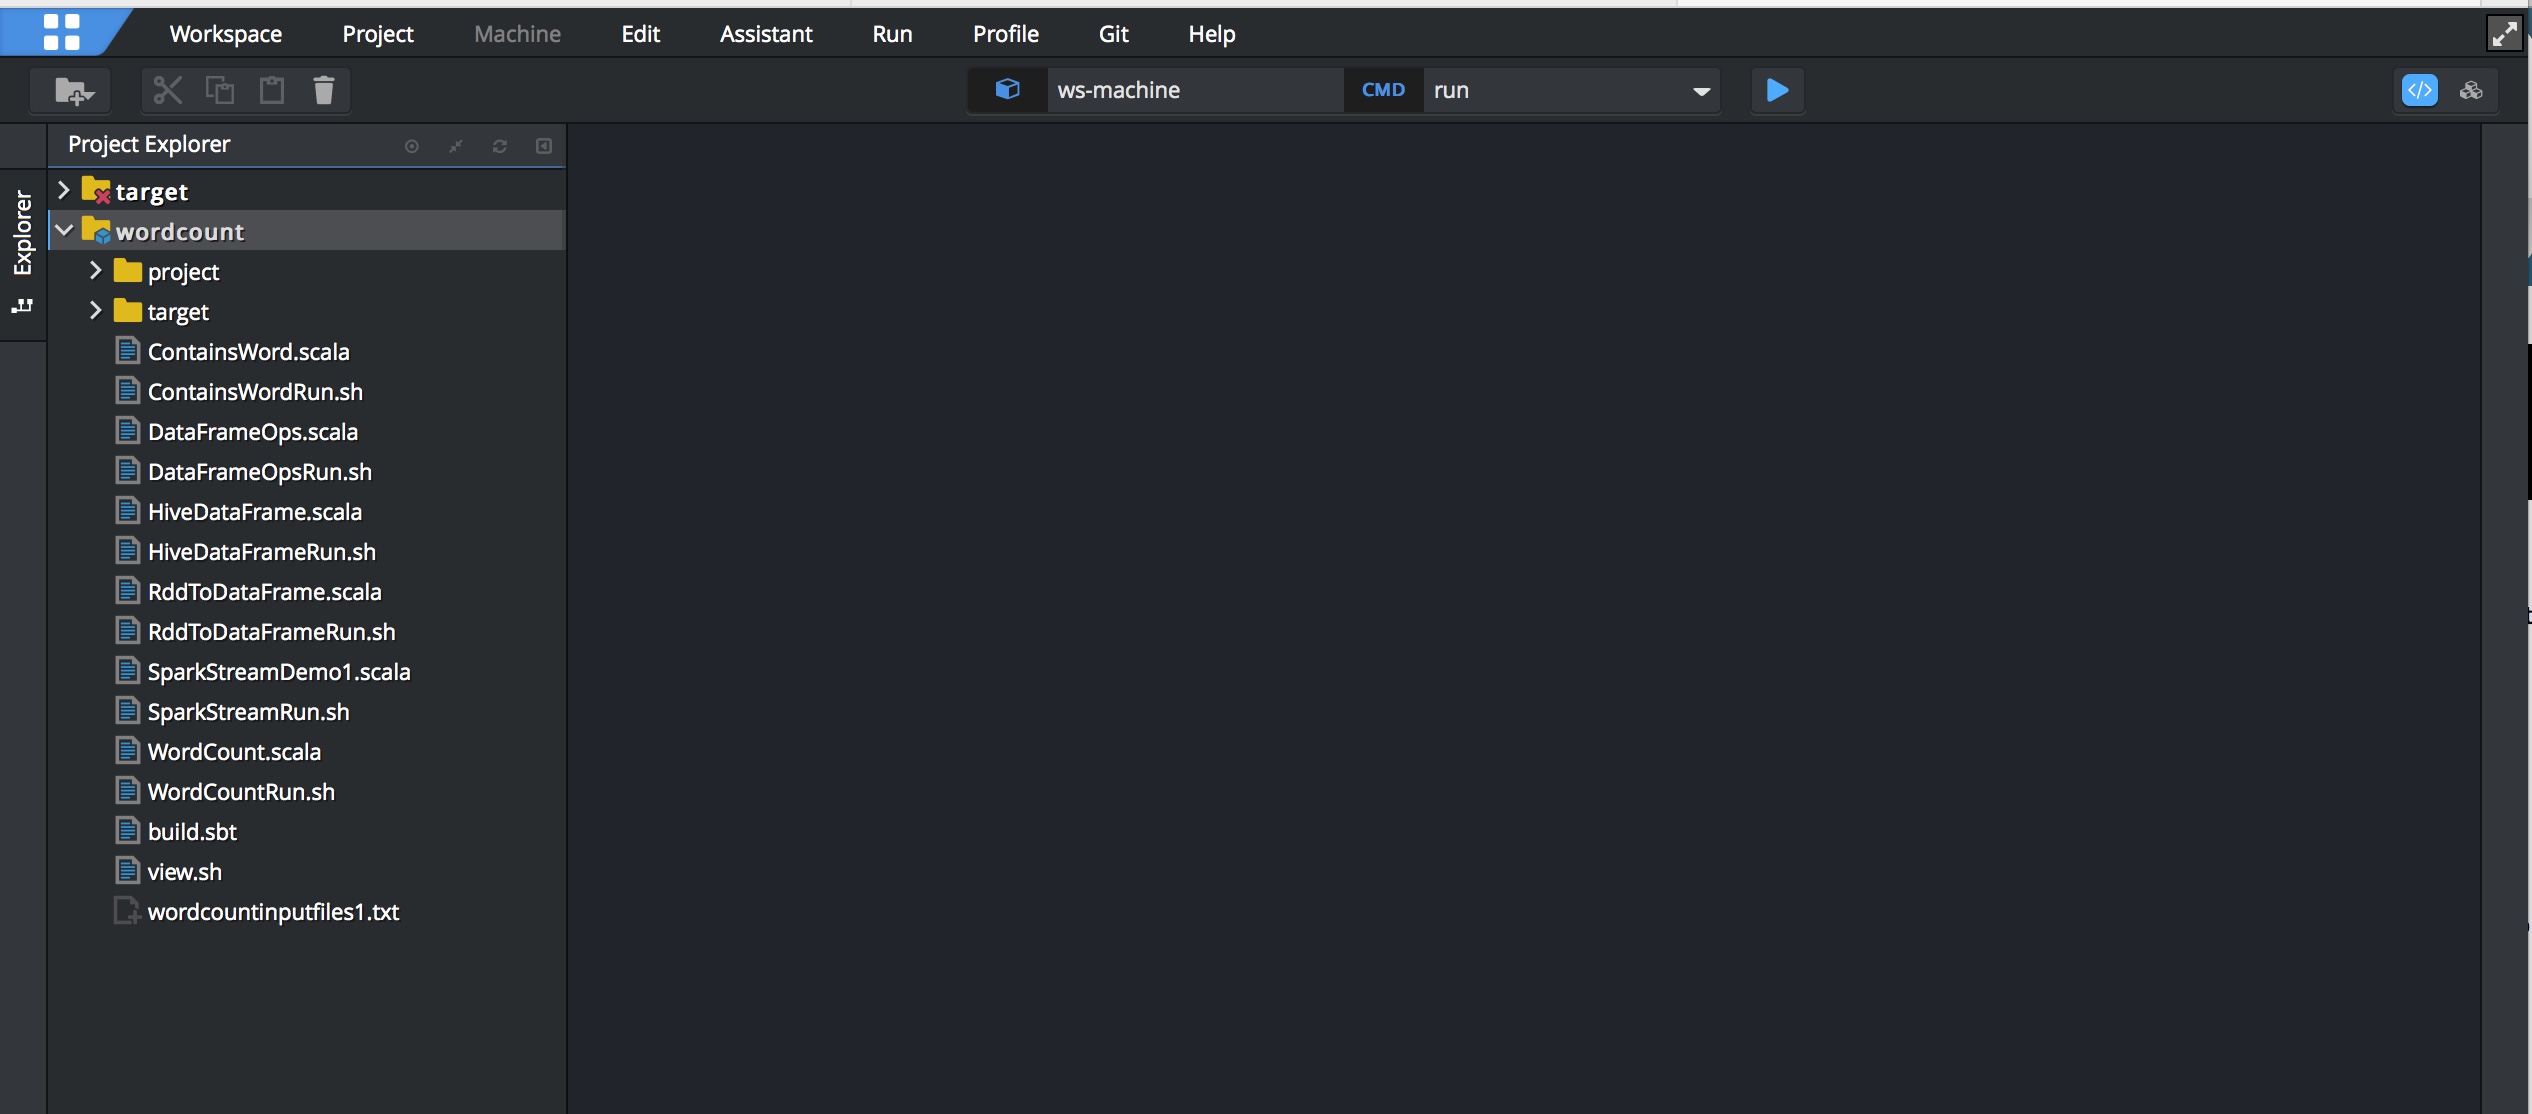 Workspace Project Machine Edit Assistant Run Profile Git Help
ws-machine CMD run
Explorer
Project Explorer
target
wordcount
project
target
ContainsWord.scala
ContainsWordRun.sh
DataFrameOps.scala
DataFrameOpsRun.sh
HiveDataFrame.scala
HiveDataFrameRun.sh
RddToDataFrame.scala
RddToDataFrameRun.sh
SparkStreamDemo1.scala
SparkStreamRun.sh
WordCount.scala
WordCountRun.sh
build.sbt
view.sh
wordcountinputfiles1.txt